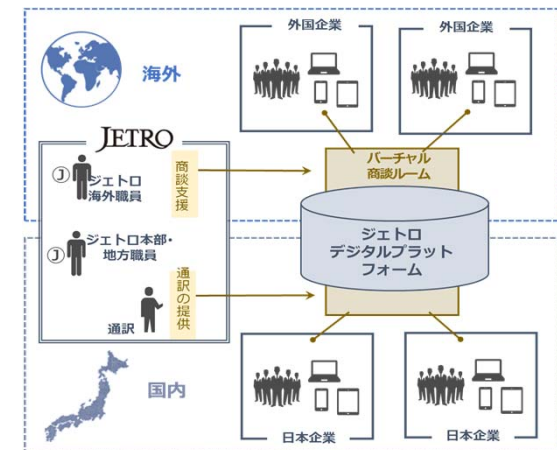 外国企業
外国企業
海外
JETRO
Ⓙ
ジェトロ
海外職員
商談支援
バーチャル
商談ルーム
Ⓙ
ジェトロ本部・
地方職員
ジェトロ
デジタルプラット
フォーム
通訳の提供
通訳
国内
日本企業
日本企業